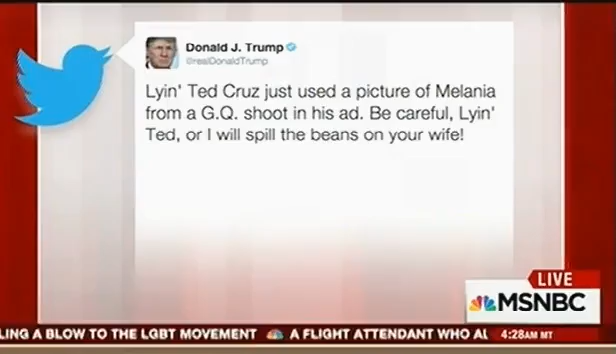 Donald J. Trump
@realDonaldTrump
Lyin' Ted Cruz just used a picture of Melania
from a G.Q. shoot in his ad. Be careful, Lyin'
Ted, or I will spill the beans on your wife!
LIVE
MSNBC
LING A BLOW TO THE LGBT MOVEMENT A FLIGHT ATTENDANT WHO AL 4:28AM MT